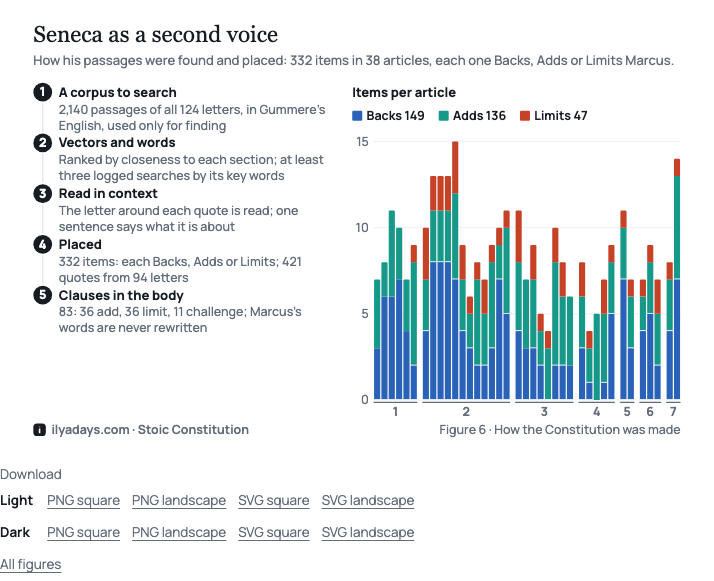 Seneca as a second voice
How his passages were found and placed: 332 items in 38 articles, each one Backs, Adds or Limits Marcus.
1 A corpus to search
2,140 passages of all 124 letters, in Gummere's
English, used only for finding
2 Vectors and words
Ranked by closeness to each section; at least
three logged searches by its key words
3 Read in context
The letter around each quote is read; one
sentence says what it is about
4 Placed
332 items: each Backs, Adds or Limits; 421
quotes from 94 letters
5 Clauses in the body
83: 36 add, 36 limit, 11 challenge; Marcus's
words are never rewritten
Items per article
Backs 149 Adds 136 Limits 47
15
10
5
0
1 2 3 4 5 6 7
ilyadays.com · Stoic Constitution
Figure 6 · How the Constitution was made
Download
Light PNG square PNG landscape SVG square SVG landscape
Dark PNG square PNG landscape SVG square SVG landscape
All figures